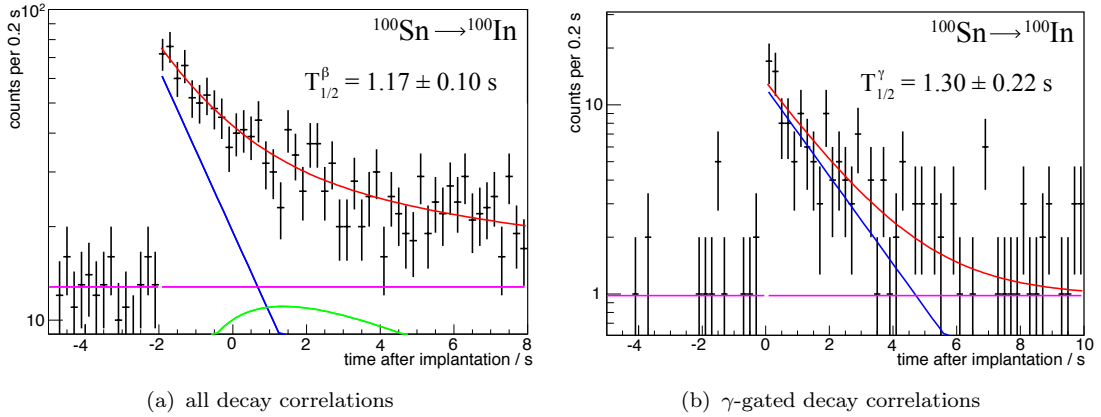 counts per 0.2 s
10²
10
¹⁰⁰Sn → ¹⁰⁰In
T^β_1/2 = 1.17 ± 0.10 s
-4 -2 0 2 4 6 8
time after implantation / s
(a) all decay correlations
counts per 0.2 s
10
1
¹⁰⁰Sn → ¹⁰⁰In
T^γ_1/2 = 1.30 ± 0.22 s
-4 -2 0 2 4 6 8 10
time after implantation / s
(b) γ-gated decay correlations